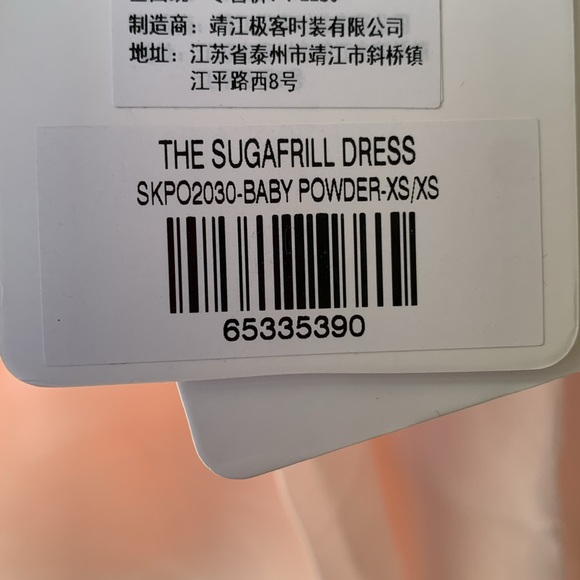 制造商：靖江极客时装有限公司
地址：江苏省泰州市靖江市斜桥镇
江平路西8号
THE SUGAFRILL DRESS
SKPO2030-BABY POWDER-XS/XS
65335390